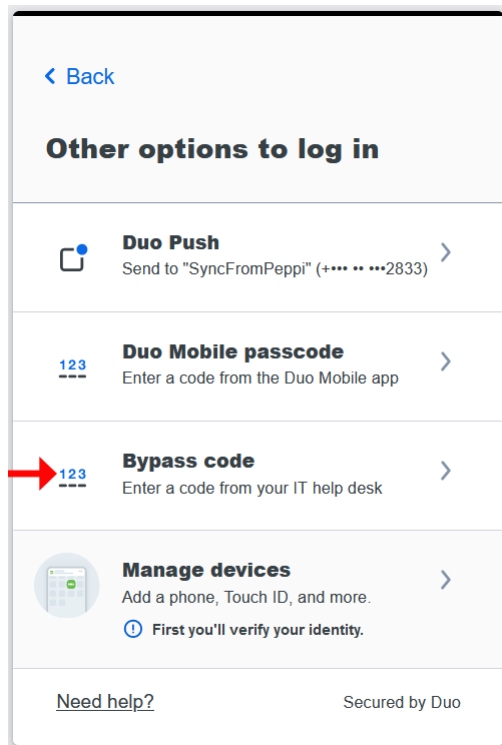 Back
Other options to log in
Duo Push
Send to "SyncFromPeppi" (+••• •• •••2833)
123
Duo Mobile passcode
Enter a code from the Duo Mobile app
123
Bypass code
Enter a code from your IT help desk
Manage devices
Add a phone, Touch ID, and more.
First you'll verify your identity.
Need help?
Secured by Duo